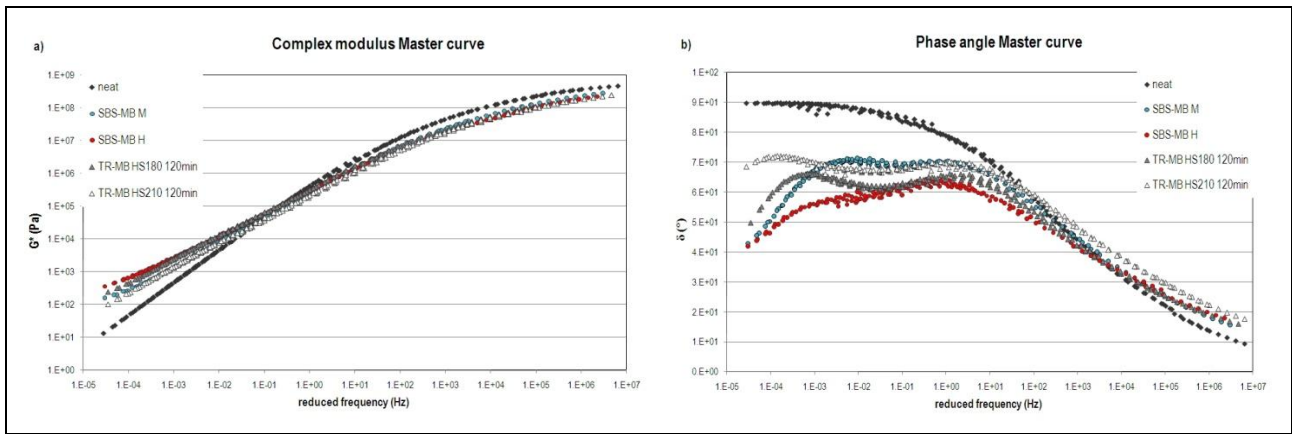 a)
Complex modulus Master curve
G* (Pa)
1.E+09
1.E+08
1.E+07
1.E+06
1.E+05
1.E+04
1.E+03
1.E+02
1.E+01
1.E+00
neat
SBS-MB M
SBS-MB H
TR-MB HS180 120min
TR-MB HS210 120min
1.E-05 1.E-04 1.E-03 1.E-02 1.E-01 1.E+00 1.E+01 1.E+02 1.E+03 1.E+04 1.E+05 1.E+06 1.E+07
reduced frequency (Hz)
b)
Phase angle Master curve
δ (°)
1.E+02
9.E+01
8.E+01
7.E+01
6.E+01
5.E+01
4.E+01
3.E+01
2.E+01
1.E+01
0.E+00
neat
SBS-MB M
SBS-MB H
TR-MB HS180 120min
TR-MB HS210 120min
1.E-05 1.E-04 1.E-03 1.E-02 1.E-01 1.E+00 1.E+01 1.E+02 1.E+03 1.E+04 1.E+05 1.E+06 1.E+07
reduced frequency (Hz)